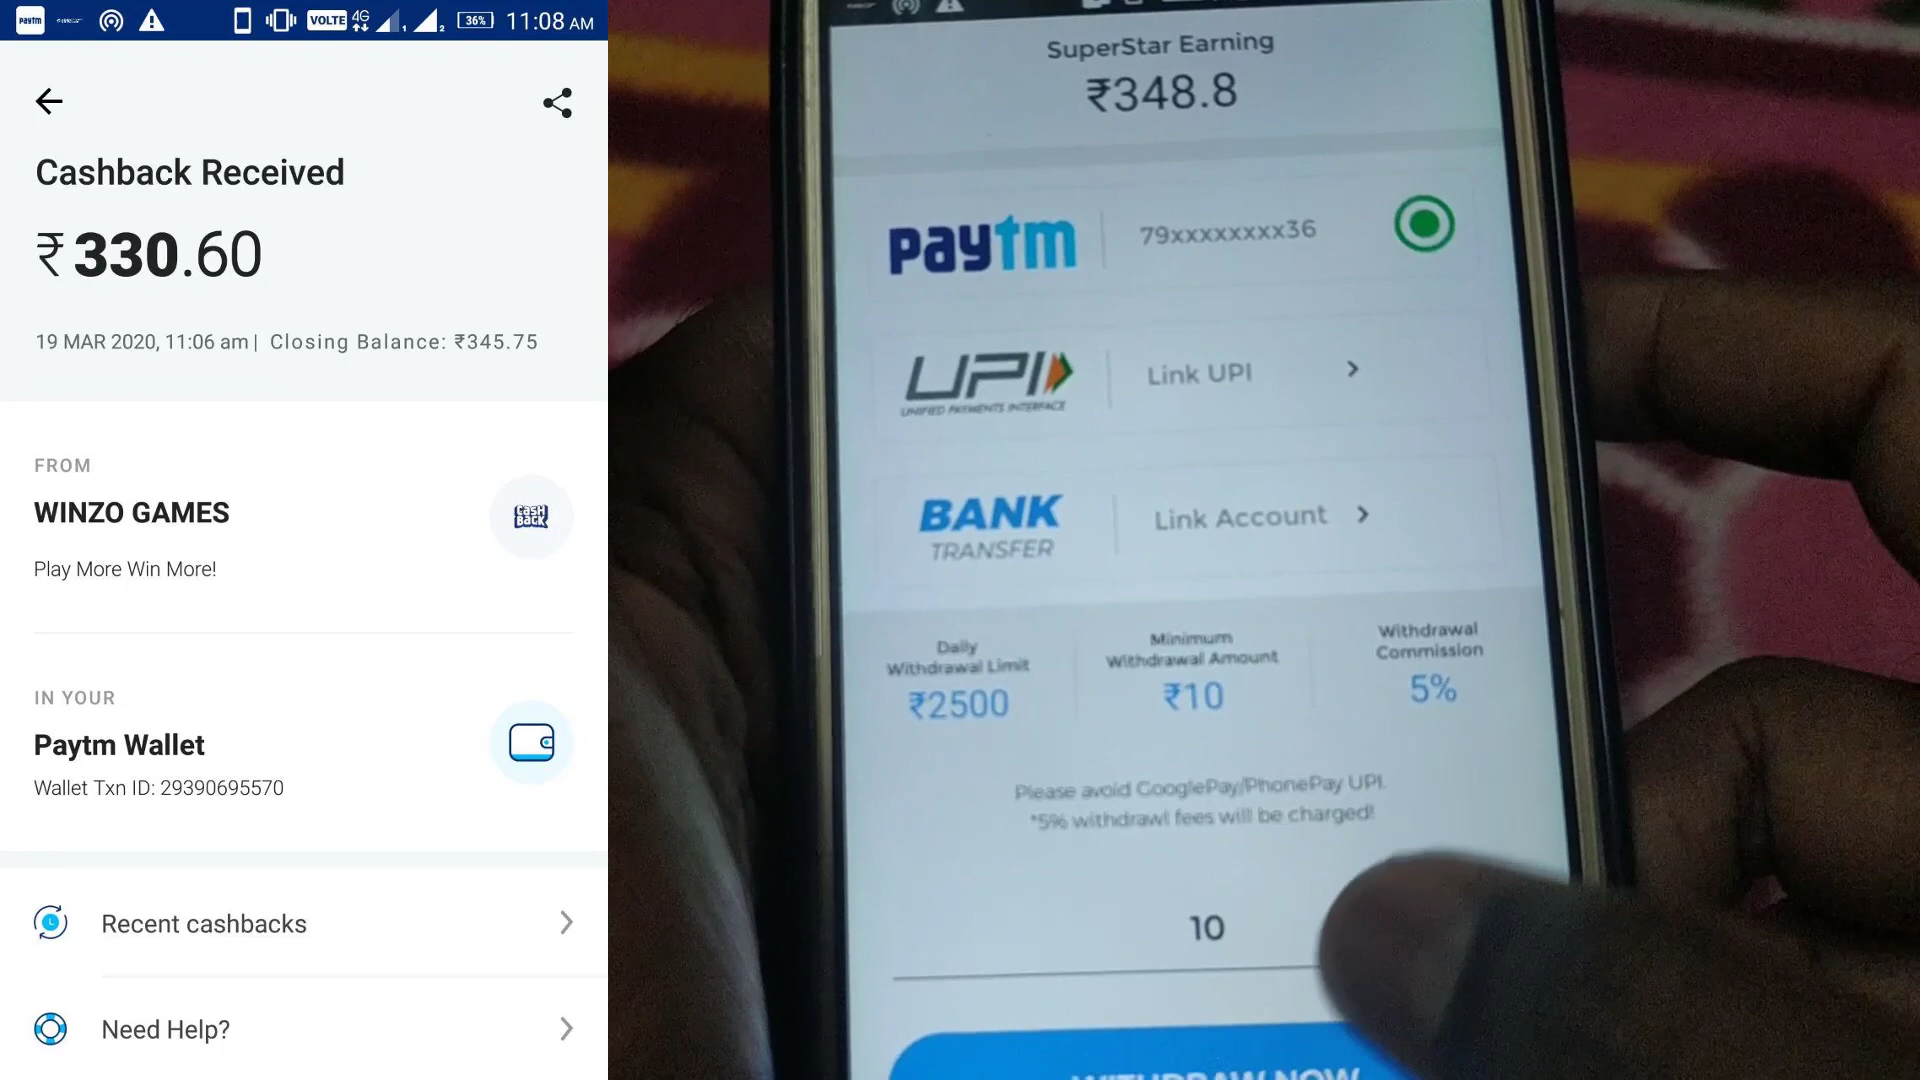 paytm
VOLTE 4G 1 2 36% 11:08 AM
Cashback Received
₹ 330.60
19 MAR 2020, 11:06 am | Closing Balance: ₹345.75
FROM
WINZO GAMES
CASH BACK
Play More Win More!
IN YOUR
Paytm Wallet
Wallet Txn ID: 29390695570
Recent cashbacks
Need Help?
SuperStar Earning
₹348.8
paytm 79xxxxxxxx36
UPI Link UPI
UNIFIED PAYMENTS INTERFACE
BANK TRANSFER Link Account
Daily Withdrawal Limit
₹2500
Minimum Withdrawal Amount
₹10
Withdrawal Commission
5%
Please avoid GooglePay/PhonePay UPI.
*5% withdrawl fees will be charged!
10
WITHDRAW NOW